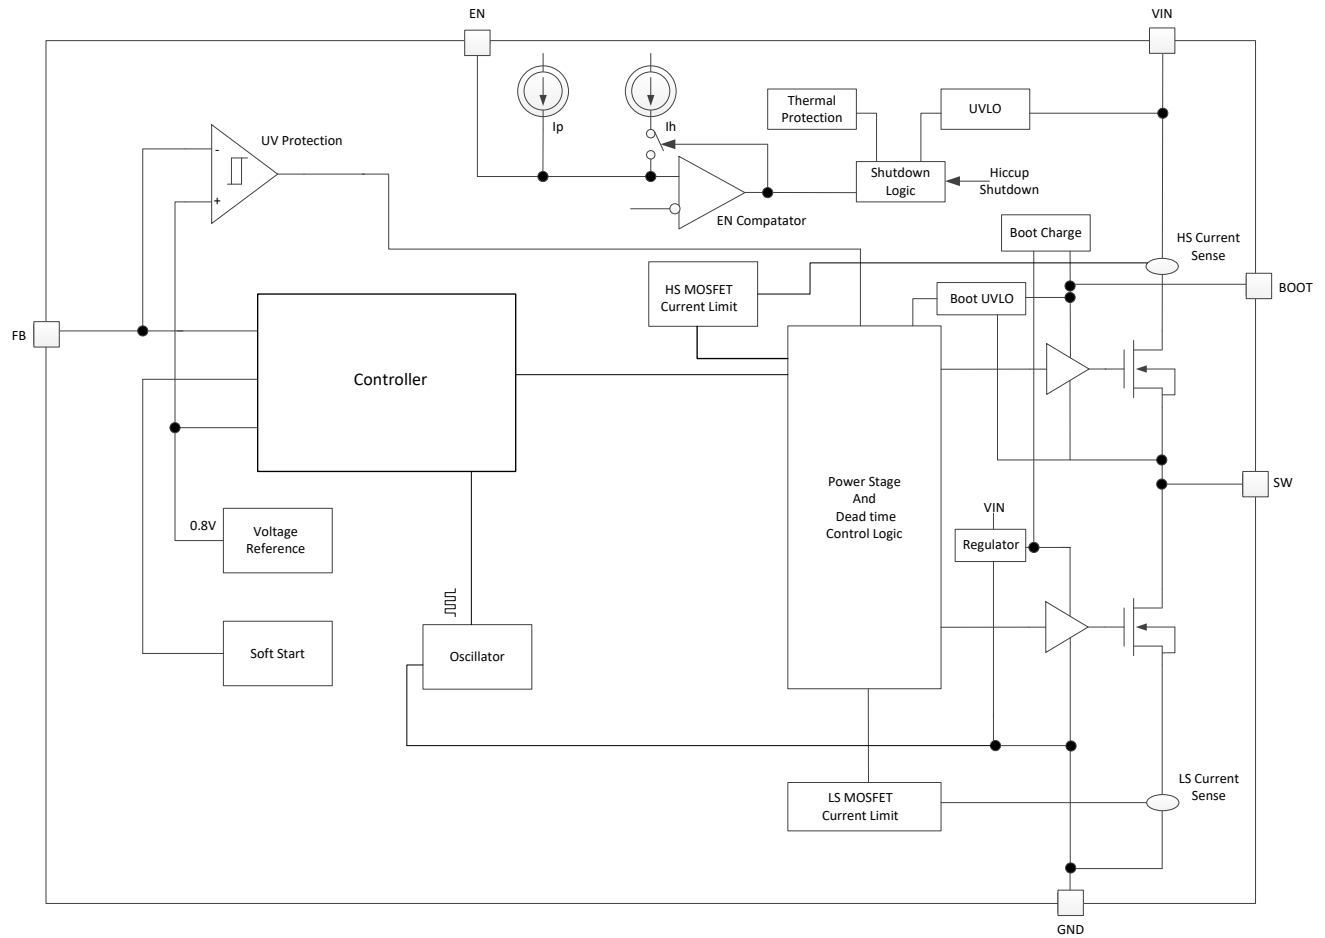 EN
VIN
Ip
Ih
Thermal
Protection
UVLO
UV Protection
-
+
Shutdown
Logic
Hiccup
Shutdown
EN Compatator
Boot Charge
HS Current
Sense
HS MOSFET
Current Limit
Boot UVLO
BOOT
FB
Controller
Power Stage
And
Dead time
Control Logic
SW
VIN
Regulator
0.8V
Voltage
Reference
Soft Start
Oscillator
LS MOSFET
Current Limit
LS Current
Sense
GND